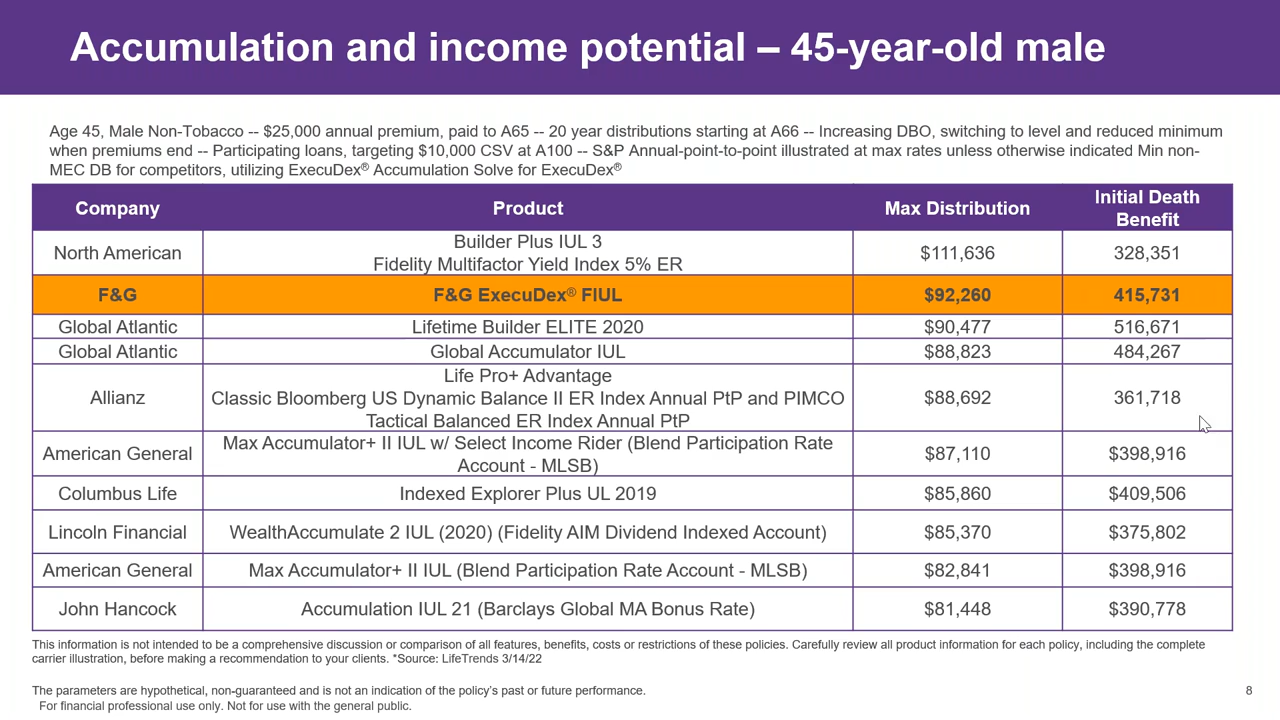 Accumulation and income potential – 45-year-old male
Age 45, Male Non-Tobacco -- $25,000 annual premium, paid to A65 -- 20 year distributions starting at A66 -- Increasing DBO, switching to level and reduced minimum
when premiums end -- Participating loans, targeting $10,000 CSV at A100 -- S&P Annual-point-to-point illustrated at max rates unless otherwise indicated Min non-
MEC DB for competitors, utilizing ExecuDex® Accumulation Solve for ExecuDex®
Company Product Max Distribution Initial Death
Benefit
North American Builder Plus IUL 3
Fidelity Multifactor Yield Index 5% ER $111,636 328,351
F&G F&G ExecuDex® FIUL $92,260 415,731
Global Atlantic Lifetime Builder ELITE 2020 $90,477 516,671
Global Atlantic Global Accumulator IUL $88,823 484,267
Allianz Life Pro+ Advantage
Classic Bloomberg US Dynamic Balance II ER Index Annual PtP and PIMCO
Tactical Balanced ER Index Annual PtP $88,692 361,718
American General Max Accumulator+ II IUL w/ Select Income Rider (Blend Participation Rate
Account - MLSB) $87,110 $398,916
Columbus Life Indexed Explorer Plus UL 2019 $85,860 $409,506
Lincoln Financial WealthAccumulate 2 IUL (2020) (Fidelity AIM Dividend Indexed Account) $85,370 $375,802
American General Max Accumulator+ II IUL (Blend Participation Rate Account - MLSB) $82,841 $398,916
John Hancock Accumulation IUL 21 (Barclays Global MA Bonus Rate) $81,448 $390,778
This information is not intended to be a comprehensive discussion or comparison of all features, benefits, costs or restrictions of these policies. Carefully review all product information for each policy, including the complete
carrier illustration, before making a recommendation to your clients. *Source: LifeTrends 3/14/22
The parameters are hypothetical, non-guaranteed and is not an indication of the policy's past or future performance.
8
For financial professional use only. Not for use with the general public.